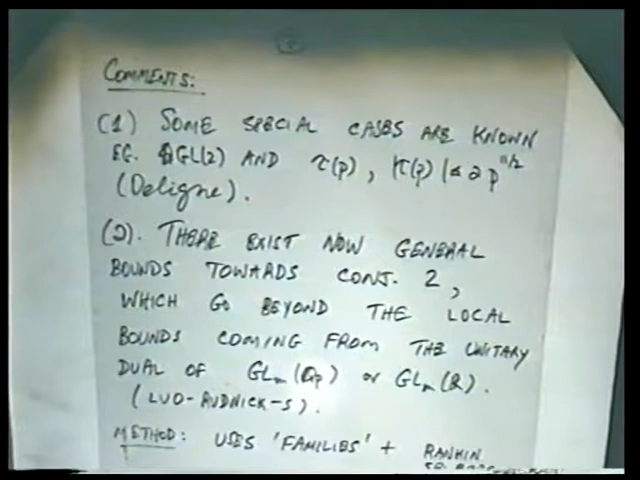 COMMENTS:
(1) SOME SPECIAL CASES ARE KNOWN
EG. GL(2) AND τ(p), |τ(p)|≤ 2 p^11/2
(Deligne).
(2). THERE EXIST NOW GENERAL
BOUNDS TOWARDS CONJ. 2,
WHICH GO BEYOND THE LOCAL
BOUNDS COMING FROM THE UNITARY
DUAL OF GLm(Qp) or GLm(R).
(LUO-RUDNICK-S).
METHOD: USES 'FAMILIES' + RANKIN